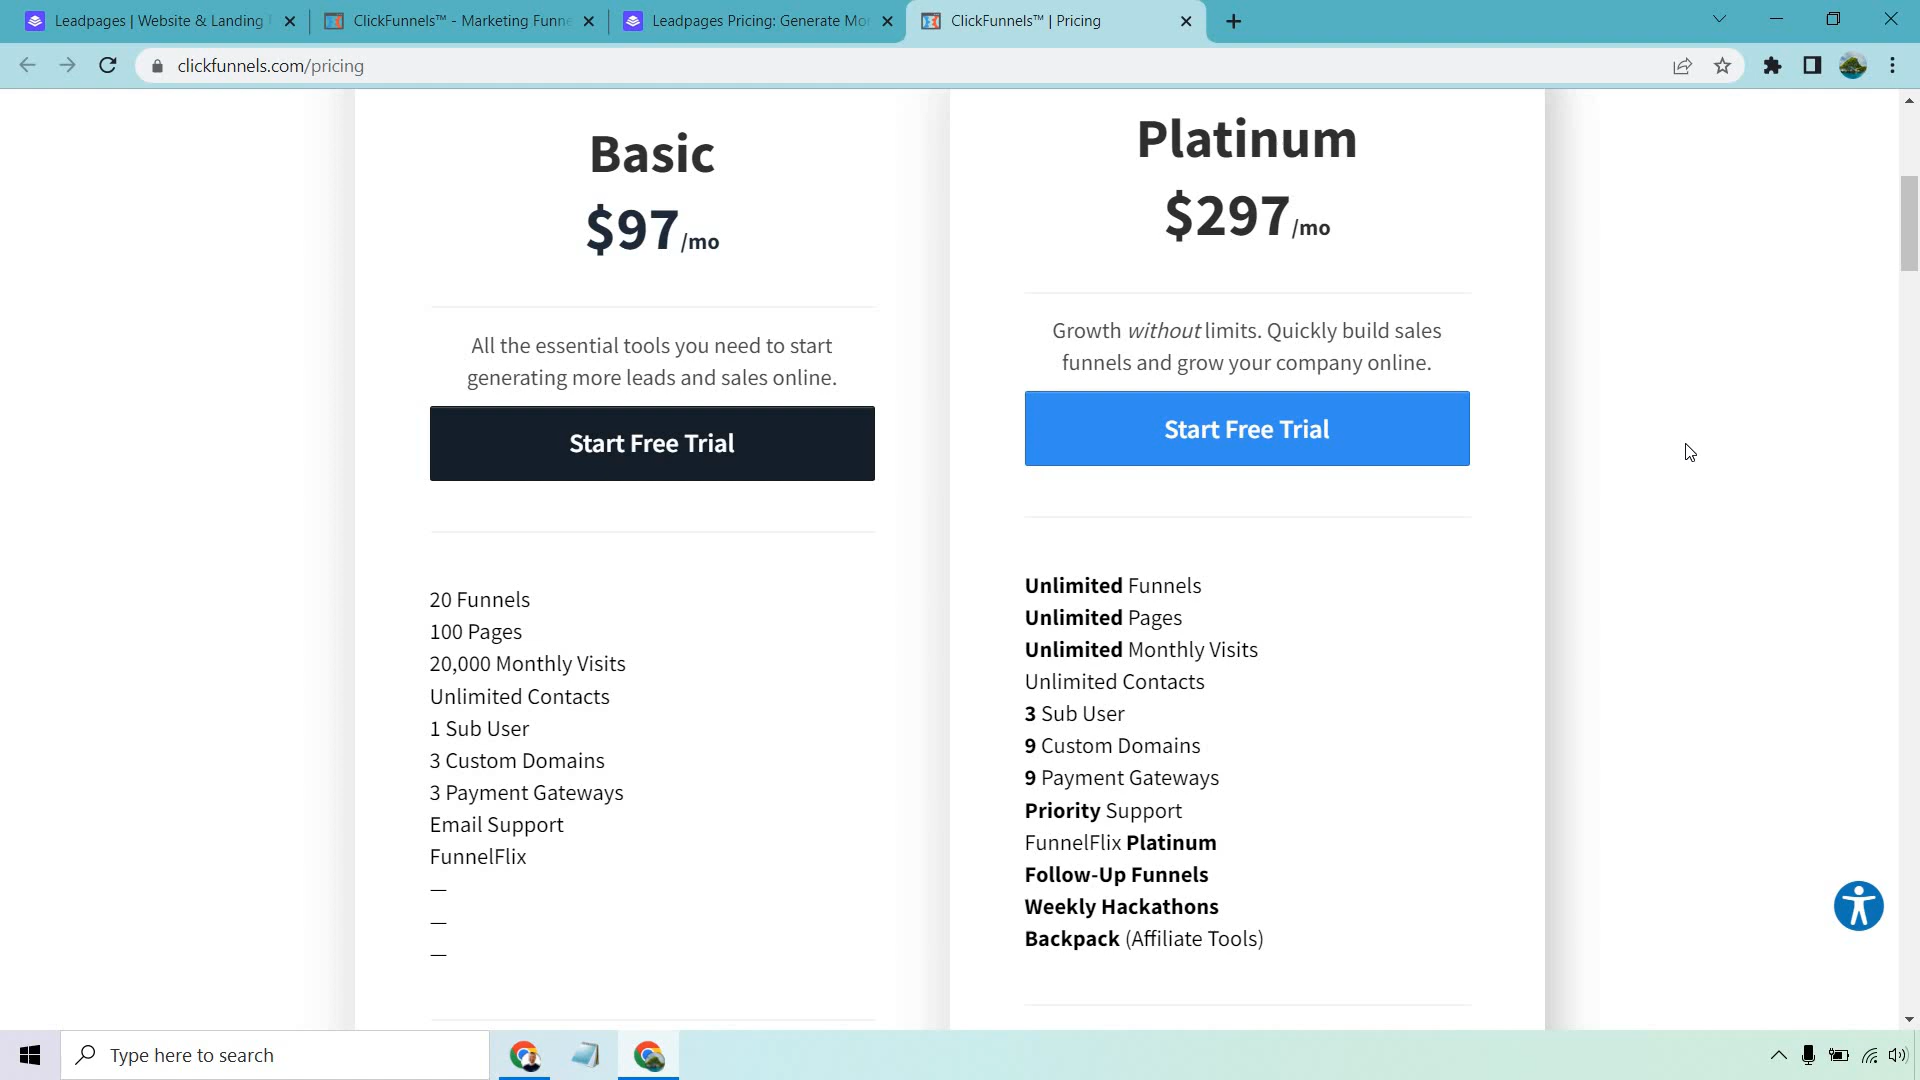 Leadpages | Website & Landing
ClickFunnels™ - Marketing Funne
Leadpages Pricing: Generate Mo
ClickFunnels™ | Pricing
clickfunnels.com/pricing
Basic
$97/mo
All the essential tools you need to start
generating more leads and sales online.
Start Free Trial
20 Funnels
100 Pages
20,000 Monthly Visits
Unlimited Contacts
1 Sub User
3 Custom Domains
3 Payment Gateways
Email Support
FunnelFlix
—
—
—
Platinum
$297/mo
Growth without limits. Quickly build sales
funnels and grow your company online.
Start Free Trial
Unlimited Funnels
Unlimited Pages
Unlimited Monthly Visits
Unlimited Contacts
3 Sub User
9 Custom Domains
9 Payment Gateways
Priority Support
FunnelFlix Platinum
Follow-Up Funnels
Weekly Hackathons
Backpack (Affiliate Tools)
Type here to search